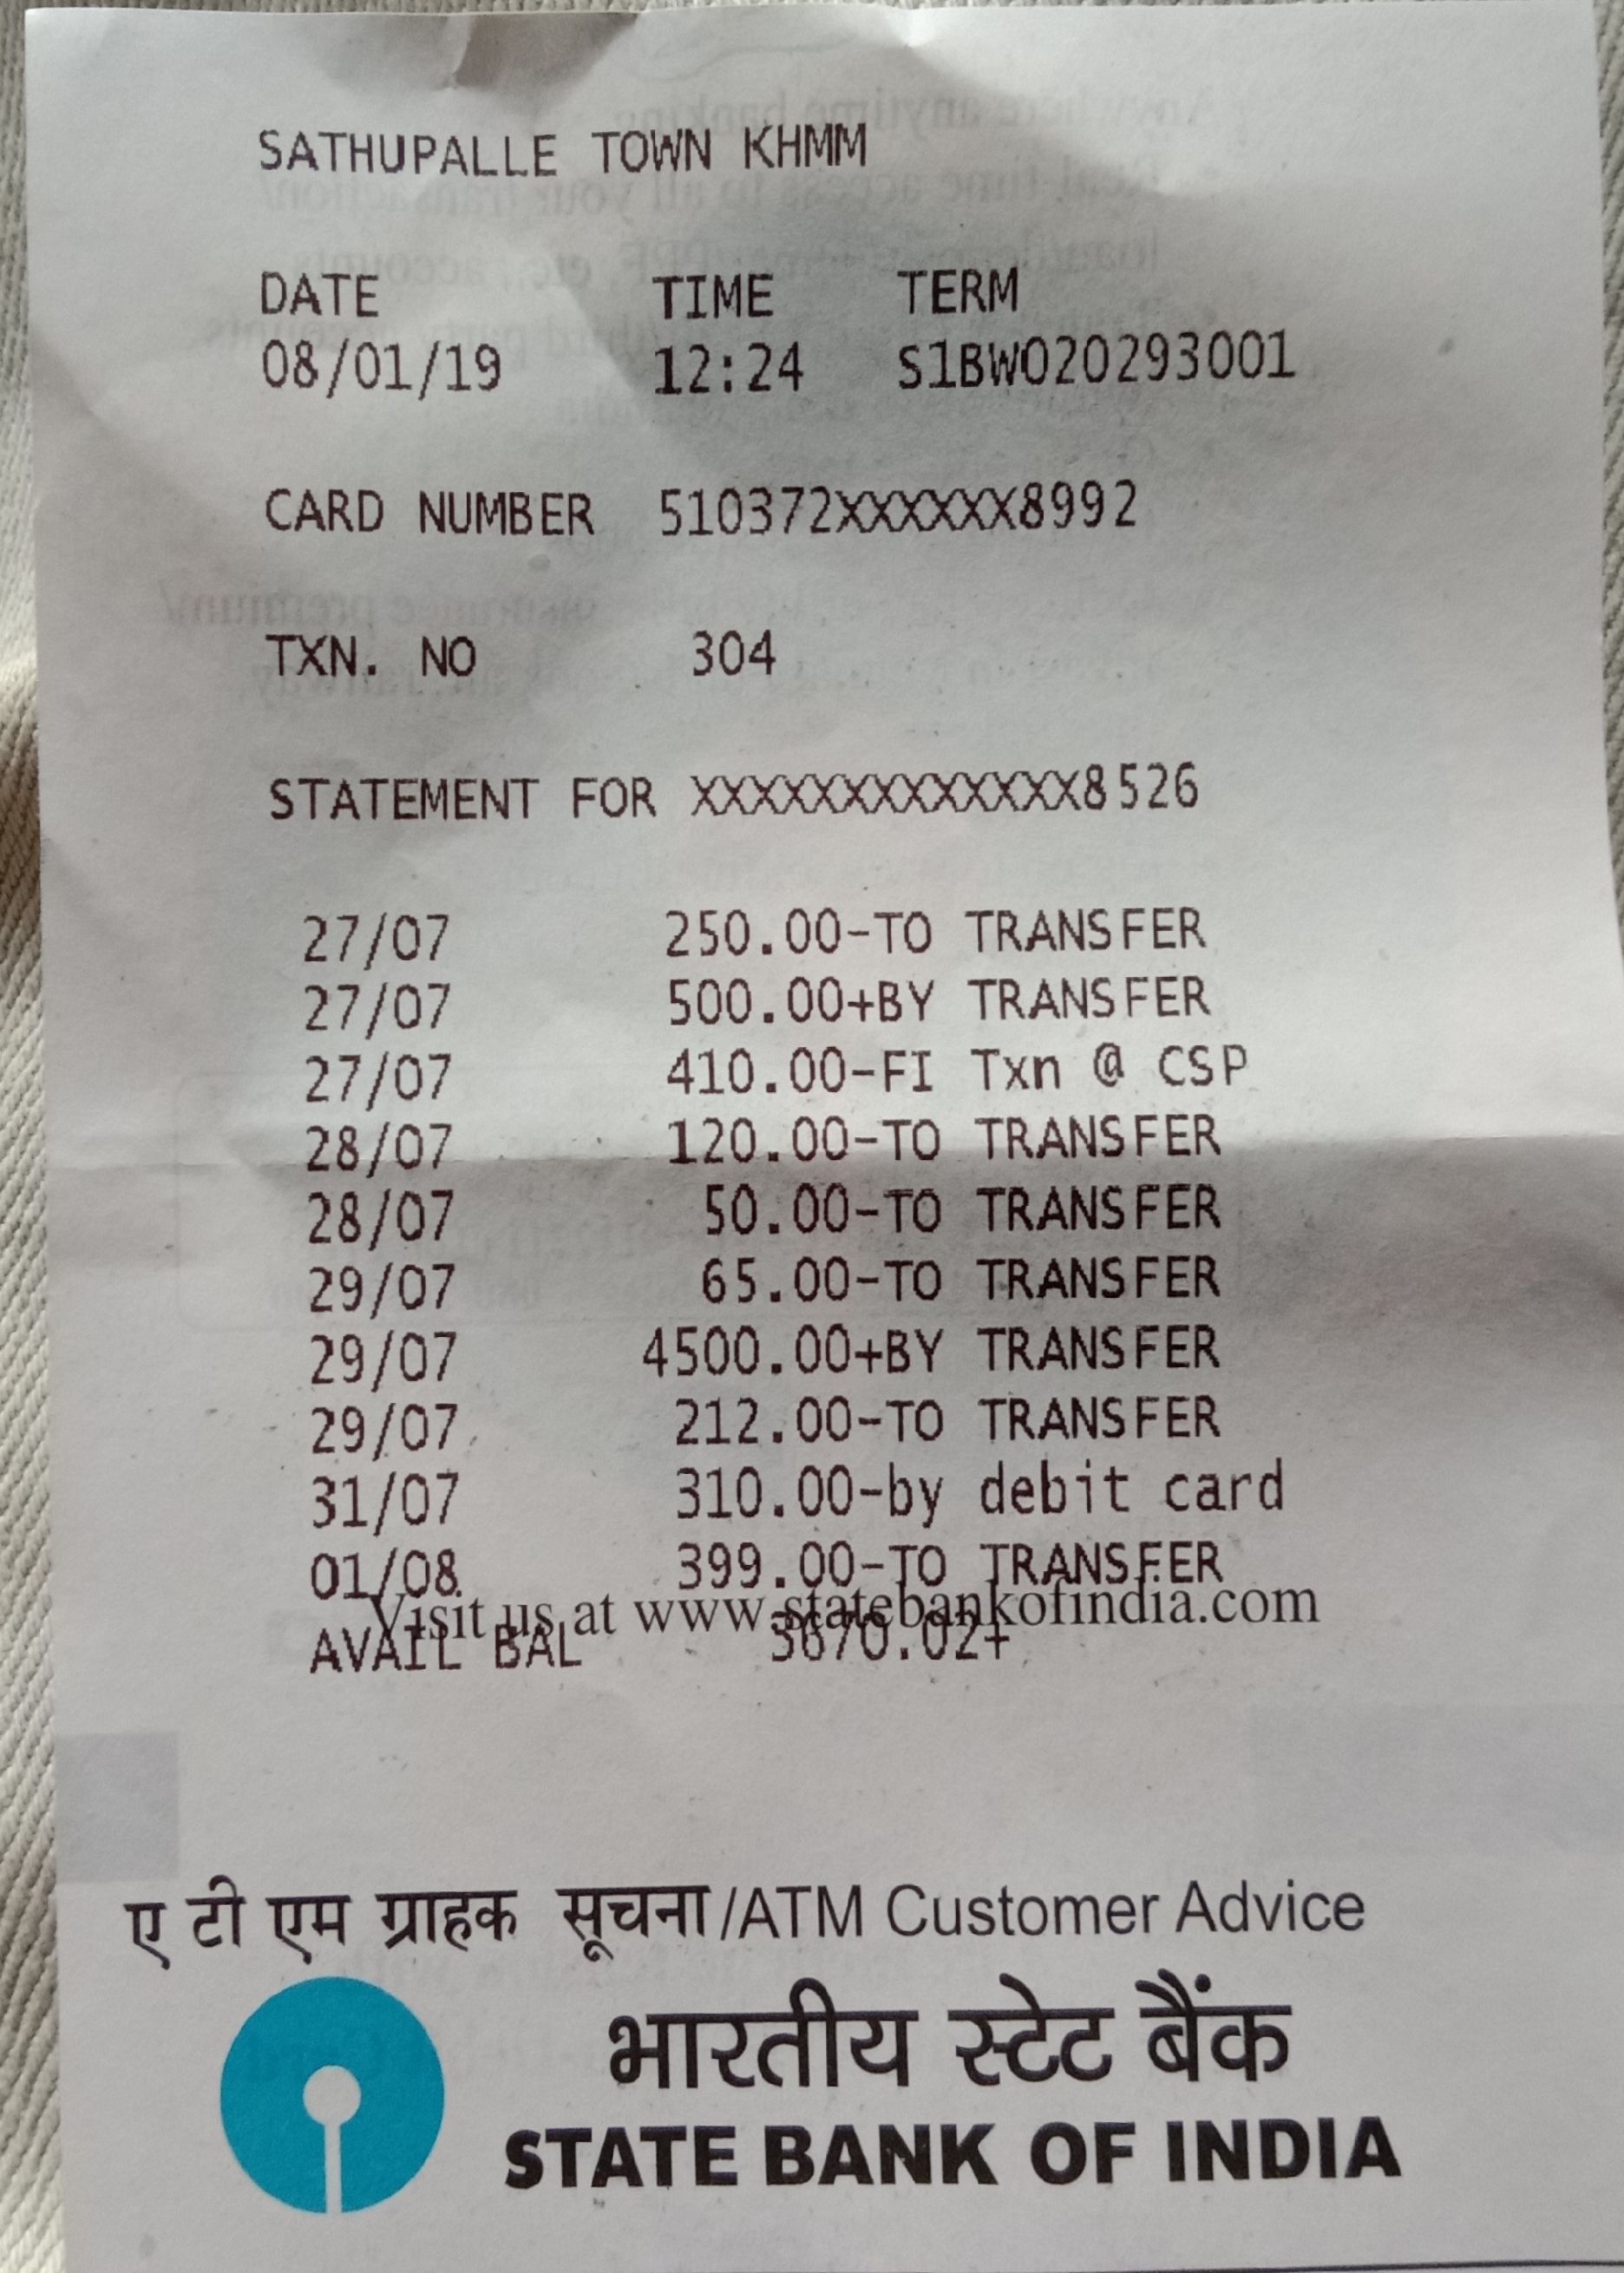 SATHUPALLE TOWN KHMM
DATE TIME TERM
08/01/19 12:24 S1BW020293001
CARD NUMBER 510372XXXXXX8992
TXN. NO 304
STATEMENT FOR XXXXXXXXXXXXX8526
27/07 250.00-TO TRANSFER
27/07 500.00+BY TRANSFER
27/07 410.00-FI Txn @ CSP
28/07 120.00-TO TRANSFER
28/07 50.00-TO TRANSFER
29/07 65.00-TO TRANSFER
29/07 4500.00+BY TRANSFER
29/07 212.00-TO TRANSFER
31/07 310.00-by debit card
01/08 399.00-TO TRANSFER
Visit us at www.statebankofindia.com
AVAIL BAL 3670.02+
ए टी एम ग्राहक सूचना/ATM Customer Advice
भारतीय स्टेट बैंक
STATE BANK OF INDIA